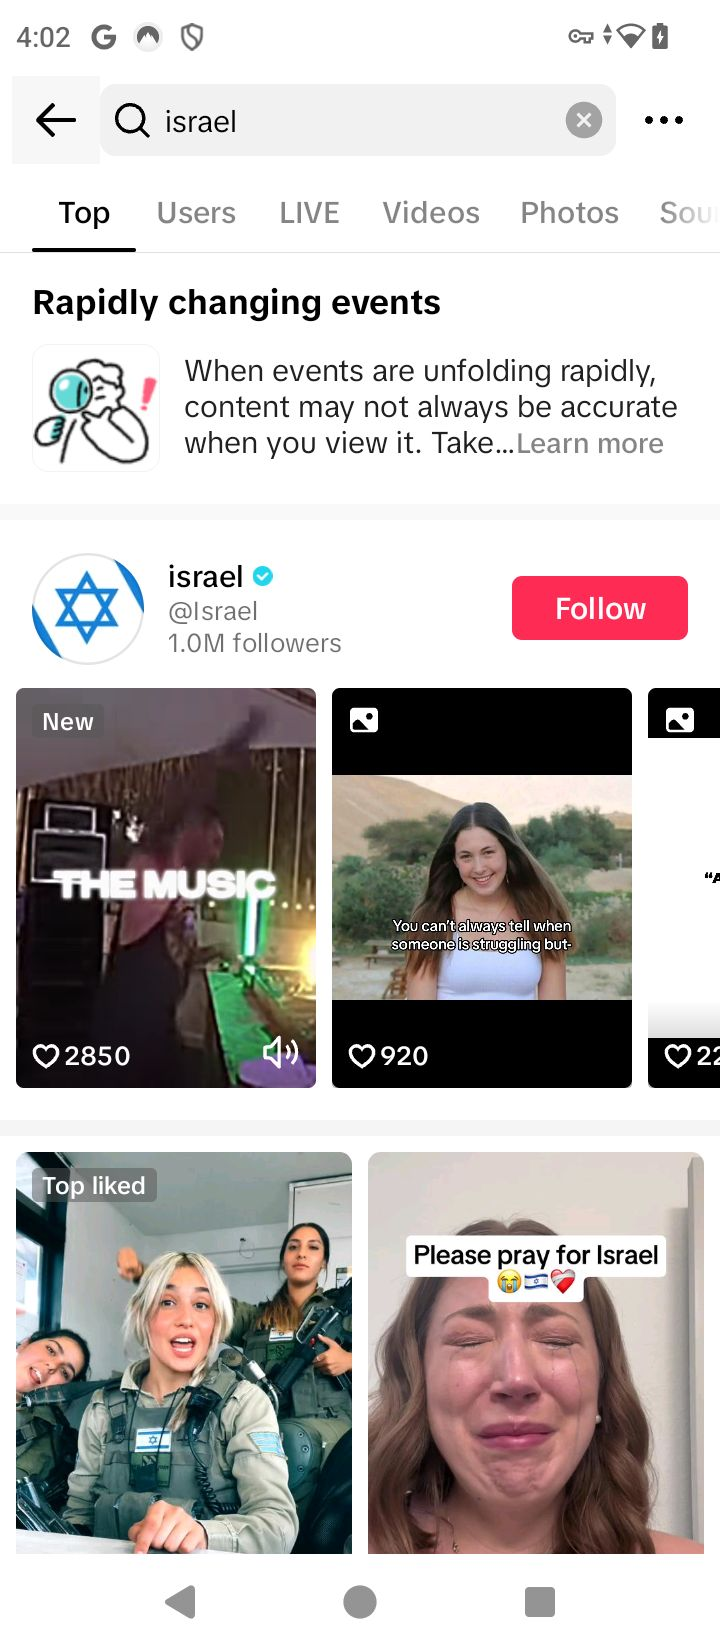 4:02
israel
Top Users LIVE Videos Photos Sou
Rapidly changing events
When events are unfolding rapidly,
content may not always be accurate
when you view it. Take...Learn more
israel
@Israel
1.0M followers
Follow
New
THE MUSIC
2850
You can't always tell when
someone is struggling but-
920
"A
22
Top liked
Please pray for Israel